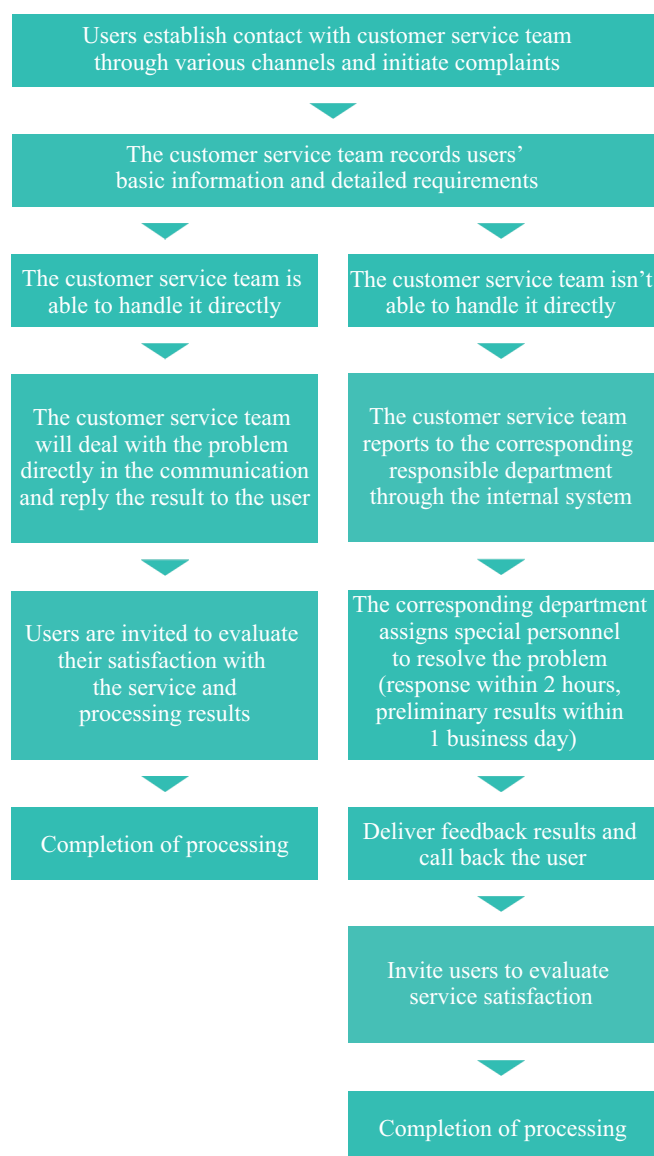 Users establish contact with customer service team
through various channels and initiate complaints
The customer service team records users’
basic information and detailed requirements
The customer service team is
able to handle it directly
The customer service team
will deal with the problem
directly in the communication
and reply the result to the user
Users are invited to evaluate
their satisfaction with
the service and
processing results
Completion of processing
The customer service team isn’t
able to handle it directly
The customer service team
reports to the corresponding
responsible department
through the internal system
The corresponding department
assigns special personnel
to resolve the problem
(response within 2 hours,
preliminary results within
1 business day)
Deliver feedback results and
call back the user
Invite users to evaluate
service satisfaction
Completion of processing